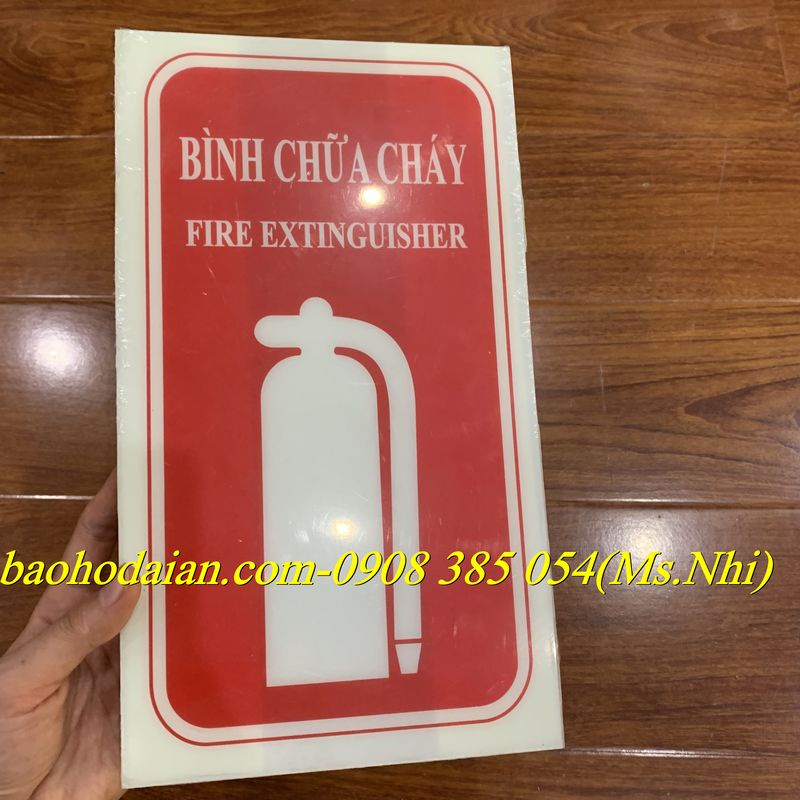 BÌNH CHỮA CHÁY
FIRE EXTINGUISHER
baohodaian.com-0908 385 054(Ms.Nhi)